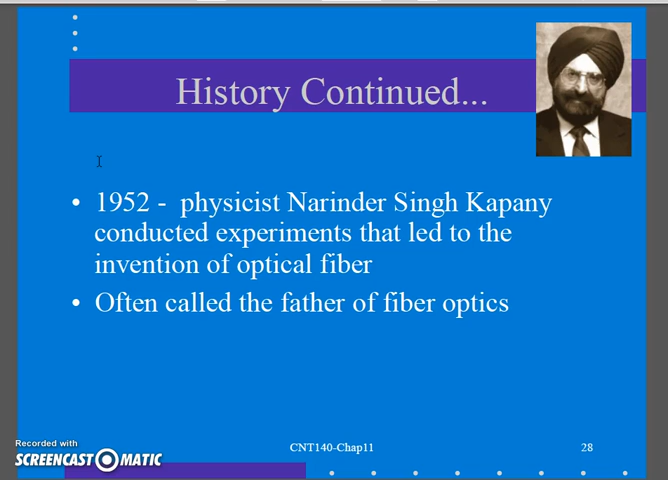 History Continued...
• 1952 - physicist Narinder Singh Kapany
conducted experiments that led to the
invention of optical fiber
• Often called the father of fiber optics
Recorded with
SCREENCAST O MATIC
CNT140-Chap11
28